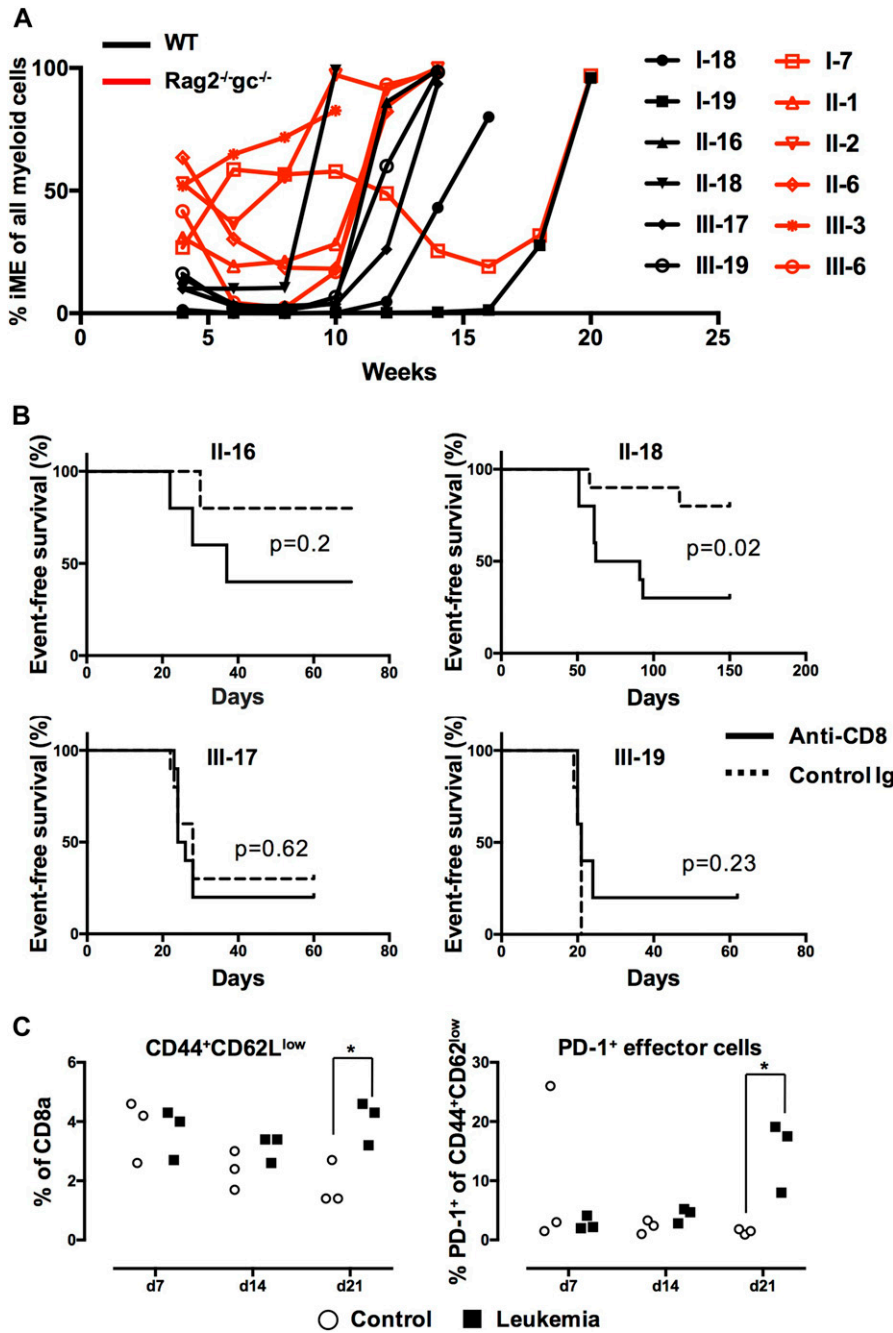 A
WT
Rag2⁻/⁻gc⁻/⁻
% iME of all myeloid cells
100
50
0
0 5 10 15 20 25
Weeks
I-18 I-7
I-19 II-1
II-16 II-2
II-18 II-6
III-17 III-3
III-19 III-6
B
II-16
Event-free survival (%)
100
50
0
p=0.2
0 20 40 60 80
Days
II-18
Event-free survival (%)
100
50
0
p=0.02
0 50 100 150 200
Days
III-17
Event-free survival (%)
100
50
0
p=0.62
0 20 40 60 80
Days
III-19
Event-free survival (%)
100
50
0
p=0.23
0 20 40 60 80
Days
Anti-CD8
Control Ig
C
CD44⁺CD62Lˡᵒʷ
% of CD8a
6
4
2
0
*
d7 d14 d21
PD-1⁺ effector cells
% PD-1⁺ of CD44⁺CD62ˡᵒʷ
30
20
10
0
*
d7 d14 d21
Control Leukemia